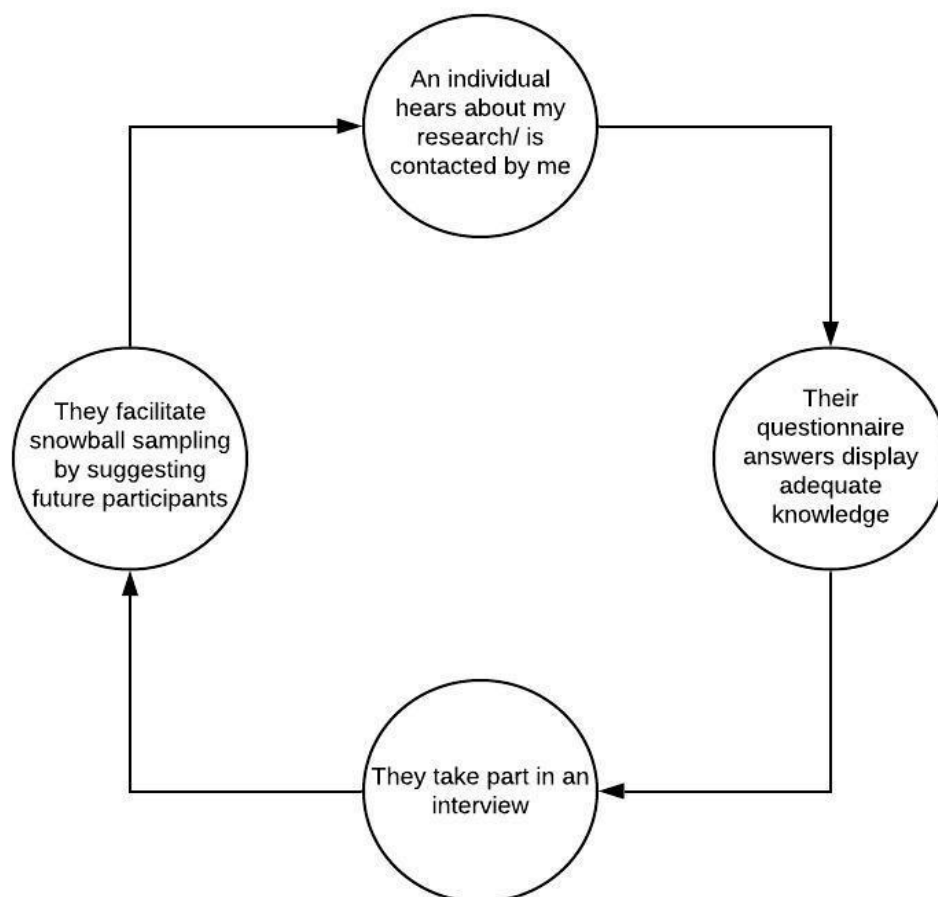 An individual
hears about my
research/ is
contacted by me
Their
questionnaire
answers display
adequate
knowledge
They take part in an
interview
They facilitate
snowball sampling
by suggesting
future participants